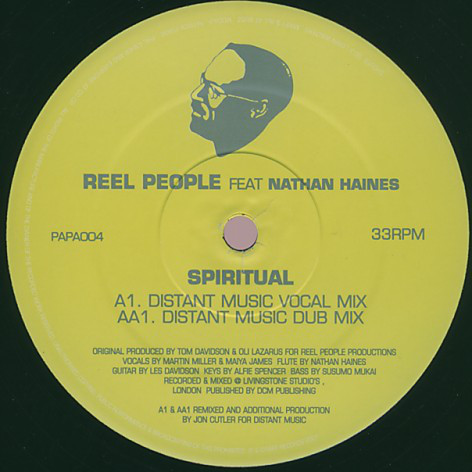 REEL PEOPLE FEAT NATHAN HAINES
PAPA004
33RPM
SPIRITUAL
A1. DISTANT MUSIC VOCAL MIX
AA1. DISTANT MUSIC DUB MIX
ORIGINAL PRODUCED BY TOM DAVIDSON & OLI LAZARUS FOR REEL PEOPLE PRODUCTIONS
VOCALS BY MARTIN MILLER & MAIYA JAMES FLUTE BY NATHAN HAINES
GUITAR BY LES DAVIDSON KEYS BY ALFIE SPENCER BASS BY SUSUMO MUKAI
RECORDED & MIXED @ LIVINGSTONE STUDIO'S ,
LONDON PUBLISHED BY DCM PUBLISHING
A1 & AA1 REMIXED AND ADDITIONAL PRODUCTION
BY JON CUTLER FOR DISTANT MUSIC